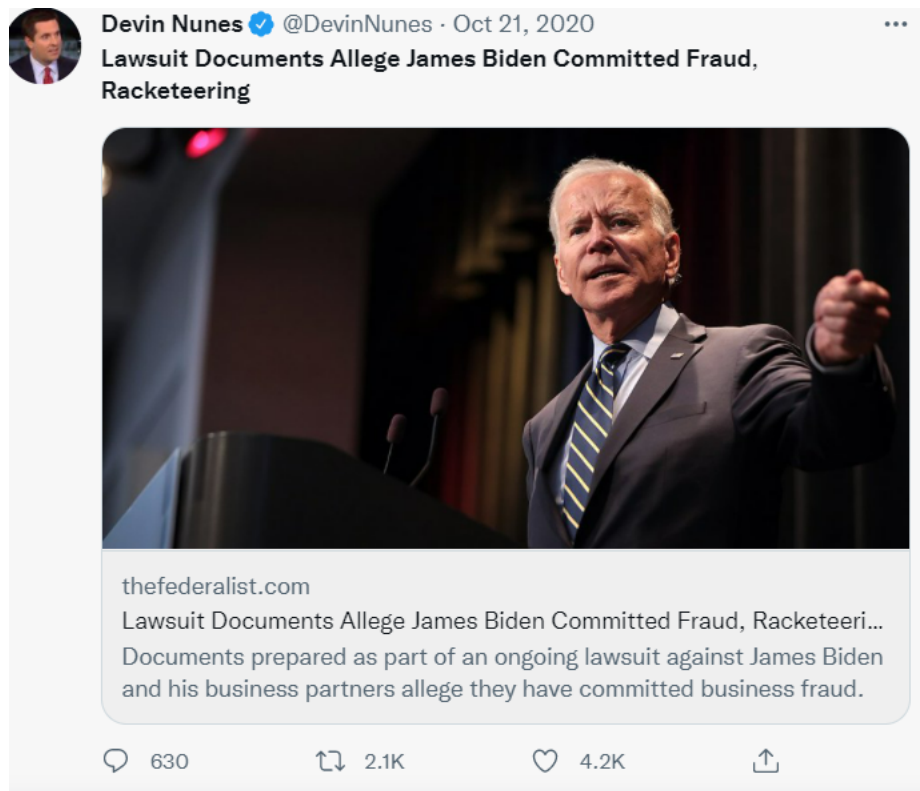 Devin Nunes @DevinNunes · Oct 21, 2020
Lawsuit Documents Allege James Biden Committed Fraud,
Racketeering
thefederalist.com
Lawsuit Documents Allege James Biden Committed Fraud, Racketeeri...
Documents prepared as part of an ongoing lawsuit against James Biden
and his business partners allege they have committed business fraud.
630 2.1K 4.2K